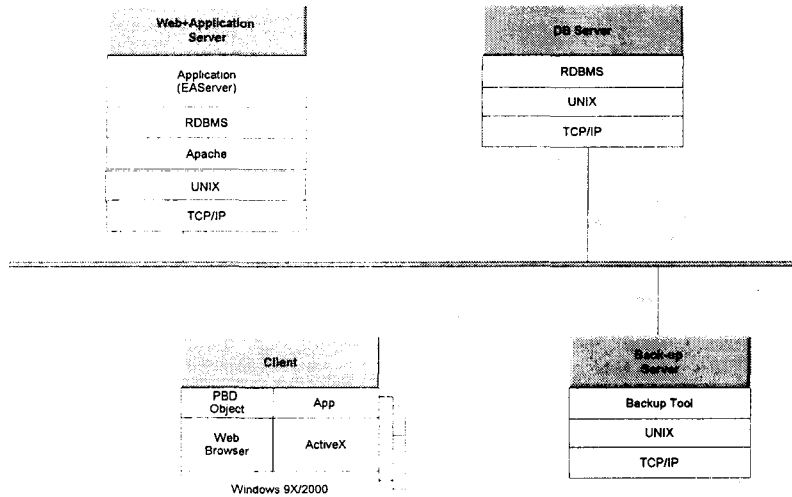 Web+Application
Server
Application
(EAServer)
RDBMS
Apache
UNIX
TCP/IP
DB Server
RDBMS
UNIX
TCP/IP
Client
PBD
Object
App
Web
Browser
ActiveX
Windows 9X/2000
Back-up
Server
Backup Tool
UNIX
TCP/IP